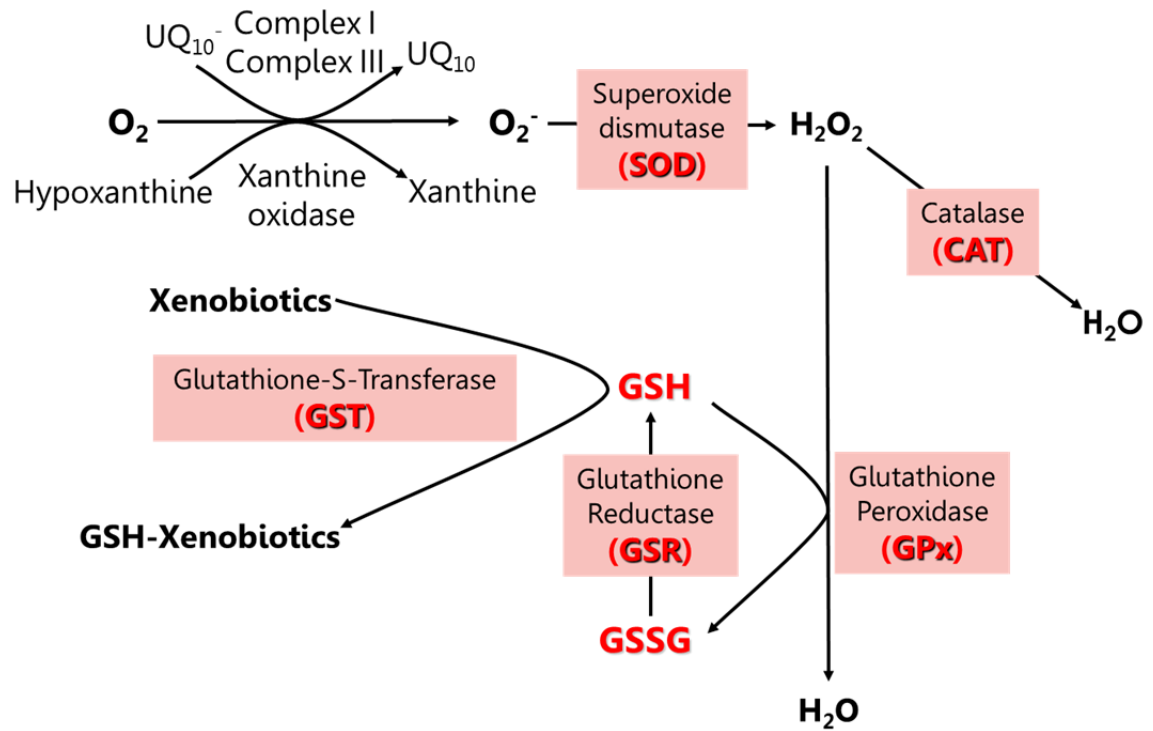 UQ₁₀⁻
Complex I
Complex III
UQ₁₀
O₂
O₂⁻
Superoxide
dismutase
(SOD)
H₂O₂
Hypoxanthine
Xanthine
oxidase
Xanthine
Catalase
(CAT)
H₂O
Xenobiotics
Glutathione-S-Transferase
(GST)
GSH
GSH-Xenobiotics
Glutathione
Reductase
(GSR)
Glutathione
Peroxidase
(GPx)
GSSG
H₂O